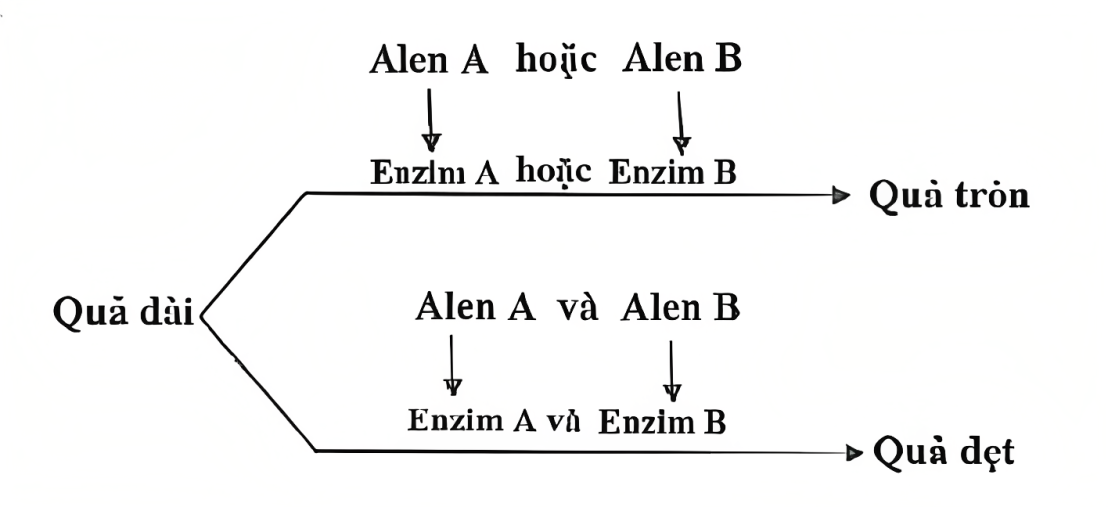 Alen A hoặc Alen B
Enzim A hoặc Enzim B
Quả tròn
Quả dài
Alen A và Alen B
Enzim A và Enzim B
Quả dẹt